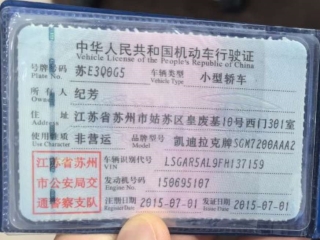 中华人民共和国机动车行驶证
Vehicle License of the People's Republic of China
号牌号码 苏E3Q0G5 车辆类型 小型轿车
Plate No. Vehicle Type
所有人 纪芳
Owner
住址 江苏省苏州市姑苏区皇废基10号西门301室
Address
使用性质 非营运 品牌型号 凯迪拉克牌SGM7200AAA2
Use Character Model
江苏省苏州
市公安局交
通警察支队
车辆识别代号 LSGAR5AL9FH137159
VIN
发动机号码 150695107
Engine No.
注册日期 2015-07-01 发证日期 2015-07-01
Register Date Issue Date